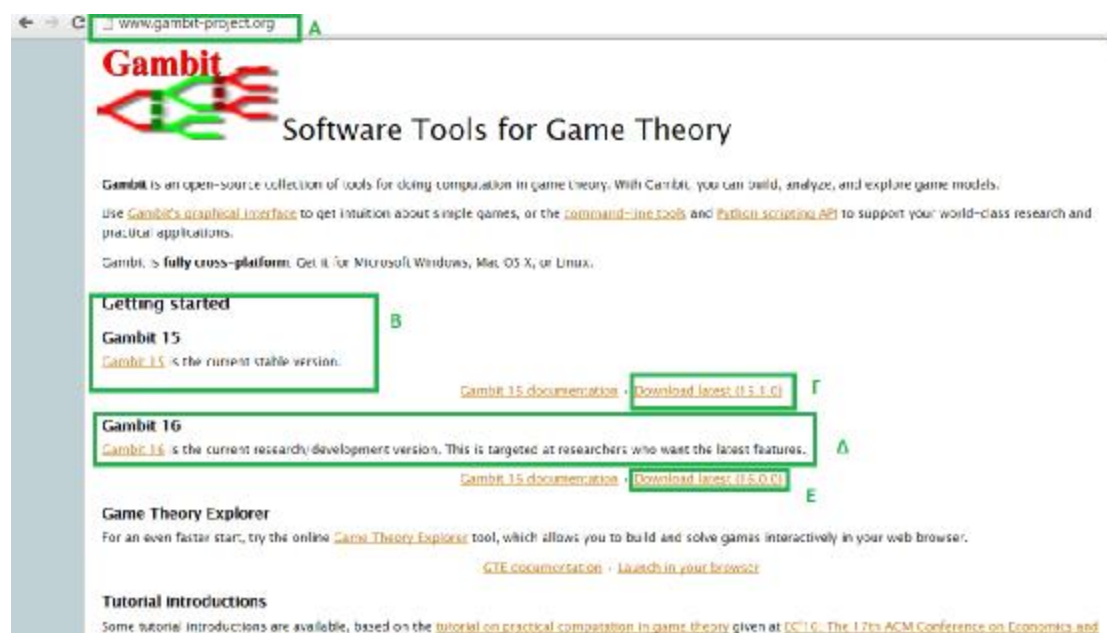 www.gambit-project.org
A
Gambit
Software Tools for Game Theory
Gambit is an open-source collection of tools for doing computation in game theory. With Gambit, you can build, analyze, and explore game models.
Use Gambit's graphical interface to get intuition about simple games, or the command-line tools and Python scripting API to support your world-class research and
practical applications.
Gambit is fully cross-platform. Get it for Microsoft Windows, Mac OS X, or Linux.
Getting started
B
Gambit 15
Gambit 15 is the current stable version.
Gambit 15 documentation · Download latest (15.1.0)
Γ
Gambit 16
Gambit 16 is the current research/development version. This is targeted at researchers who want the latest features.
Δ
Gambit 15 documentation · Download latest (16.0.0)
E
Game Theory Explorer
For an even faster start, try the online Game Theory Explorer tool, which allows you to build and solve games interactively in your web browser.
GTE documentation · Launch in your browser
Tutorial introductions
Some tutorial introductions are available, based on the tutorial on practical computation in game theory given at EC'16: The 17th ACM Conference on Economics and